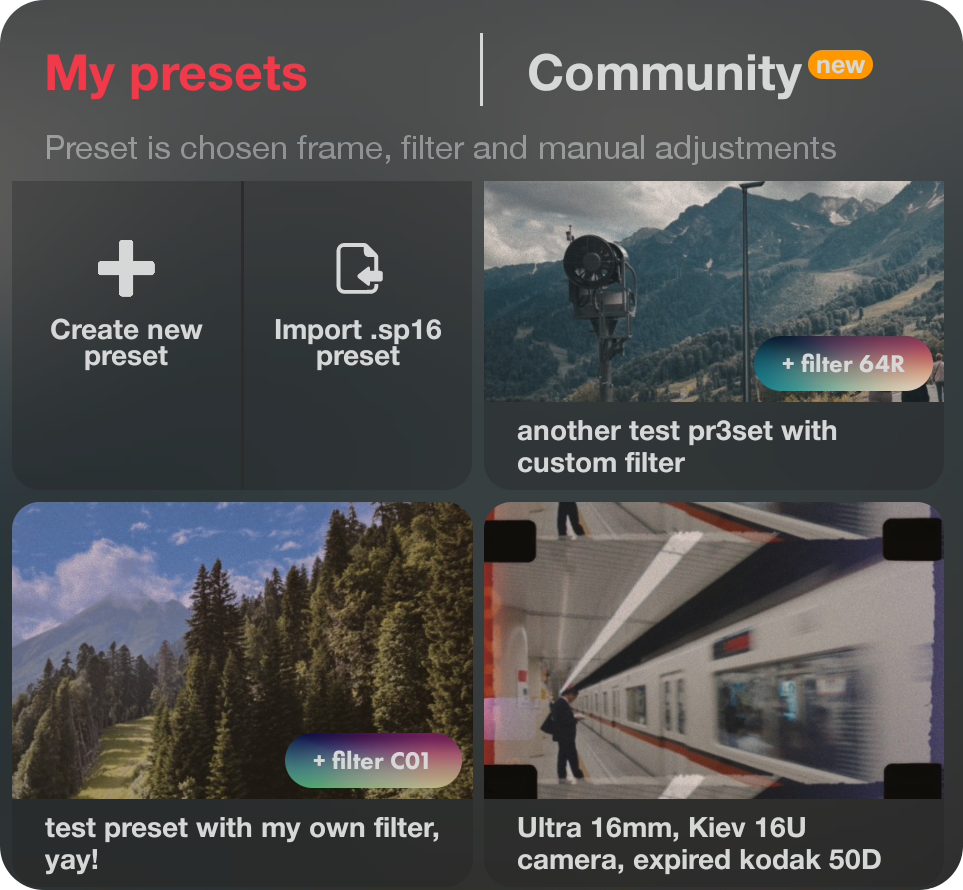 My presets
Community new
Preset is chosen frame, filter and manual adjustments
Create new
preset
Import .sp16
preset
+ filter 64R
another test pr3set with
custom filter
+ filter C01
test preset with my own filter,
yay!
Ultra 16mm, Kiev 16U
camera, expired kodak 50D